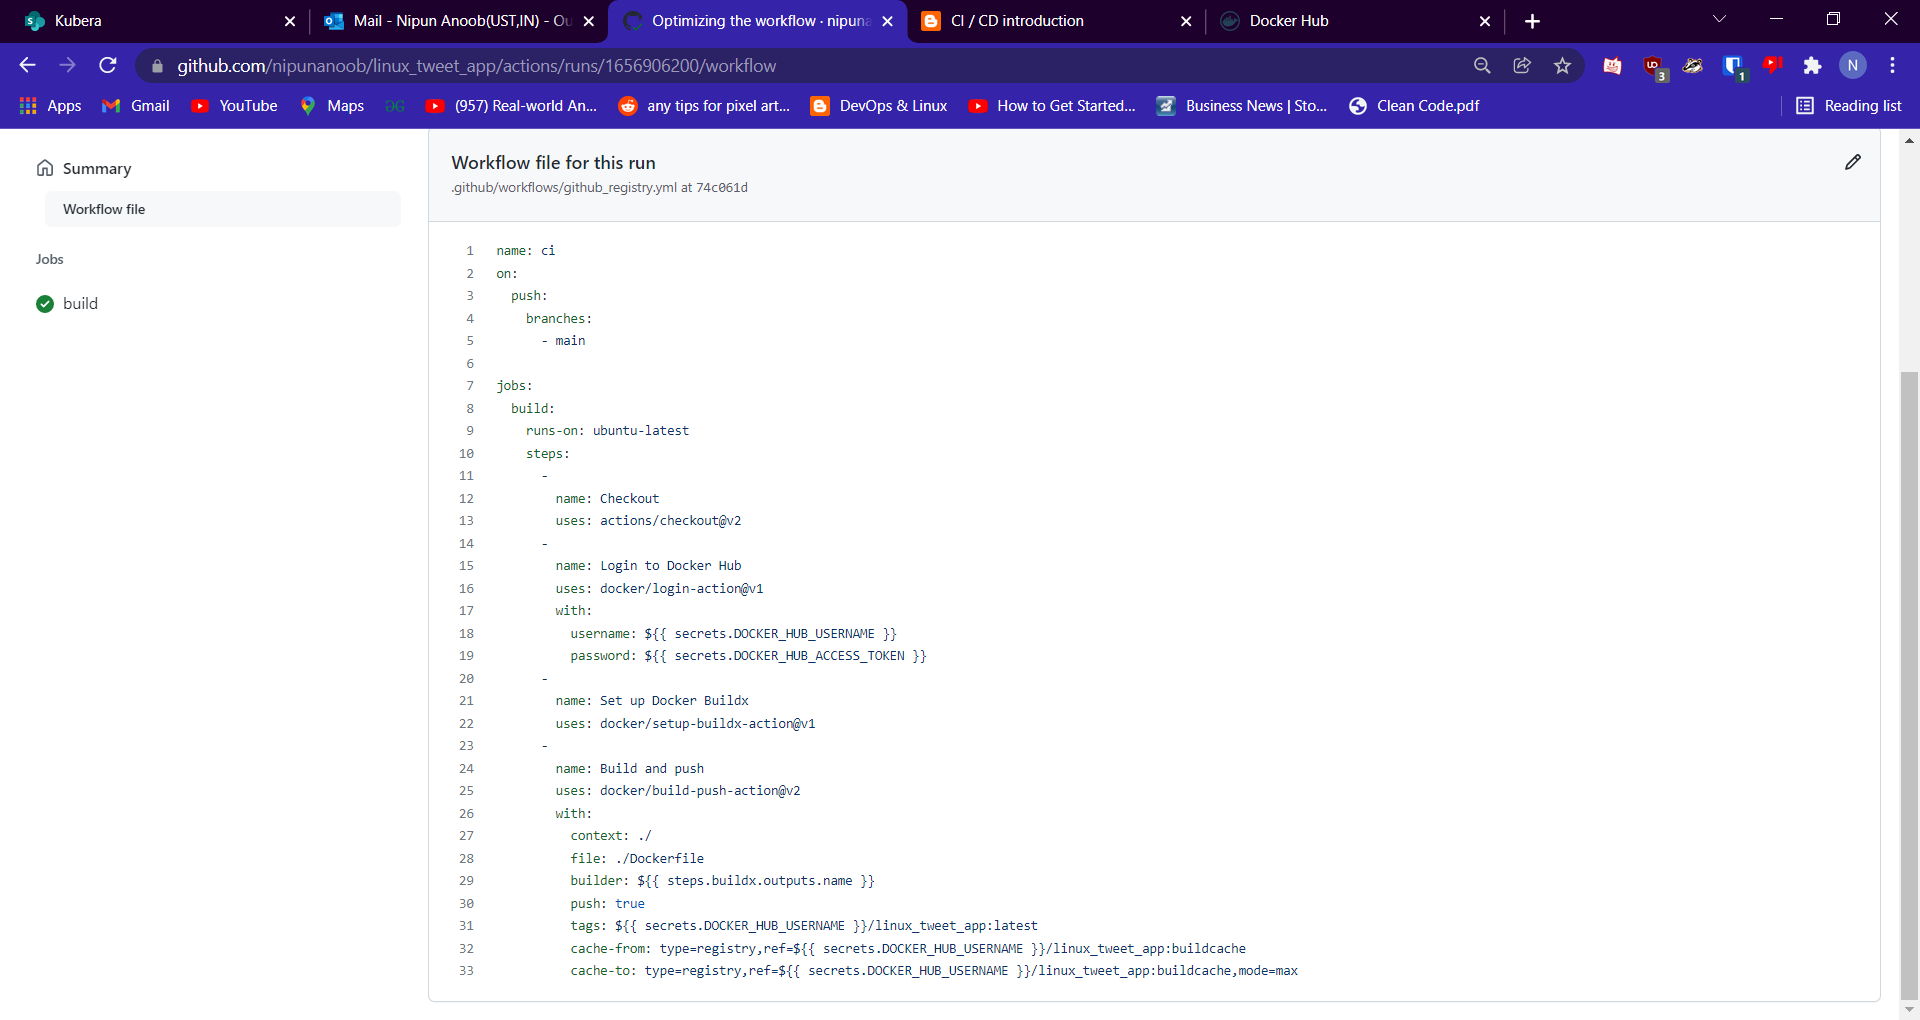 Kubera
Mail - Nipun Anoob(UST,IN) - Ou
Optimizing the workflow · nipuna
CI / CD introduction
Docker Hub
github.com/nipunanoob/linux_tweet_app/actions/runs/1656906200/workflow
3
1
N
Apps
Gmail
YouTube
Maps
(957) Real-world An...
any tips for pixel art...
DevOps & Linux
How to Get Started...
Business News | Sto...
Clean Code.pdf
Reading list
Summary
Workflow file
Jobs
build
Workflow file for this run
.github/workflows/github_registry.yml at 74c061d
1 name: ci
2 on:
3 push:
4 branches:
5 - main
6
7 jobs:
8 build:
9 runs-on: ubuntu-latest
10 steps:
11 -
12 name: Checkout
13 uses: actions/checkout@v2
14 -
15 name: Login to Docker Hub
16 uses: docker/login-action@v1
17 with:
18 username: ${{ secrets.DOCKER_HUB_USERNAME }}
19 password: ${{ secrets.DOCKER_HUB_ACCESS_TOKEN }}
20 -
21 name: Set up Docker Buildx
22 uses: docker/setup-buildx-action@v1
23 -
24 name: Build and push
25 uses: docker/build-push-action@v2
26 with:
27 context: ./
28 file: ./Dockerfile
29 builder: ${{ steps.buildx.outputs.name }}
30 push: true
31 tags: ${{ secrets.DOCKER_HUB_USERNAME }}/linux_tweet_app:latest
32 cache-from: type=registry,ref=${{ secrets.DOCKER_HUB_USERNAME }}/linux_tweet_app:buildcache
33 cache-to: type=registry,ref=${{ secrets.DOCKER_HUB_USERNAME }}/linux_tweet_app:buildcache,mode=max